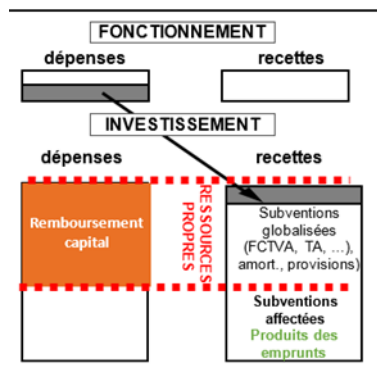 FONCTIONNEMENT
dépenses
recettes
INVESTISSEMENT
dépenses
recettes
Remboursement
capital
RESSOURCES
PROPRES
Subventions
globalisées
(FCTVA, TA, ...),
amort., provisions)
Subventions
affectées
Produits des
emprunts